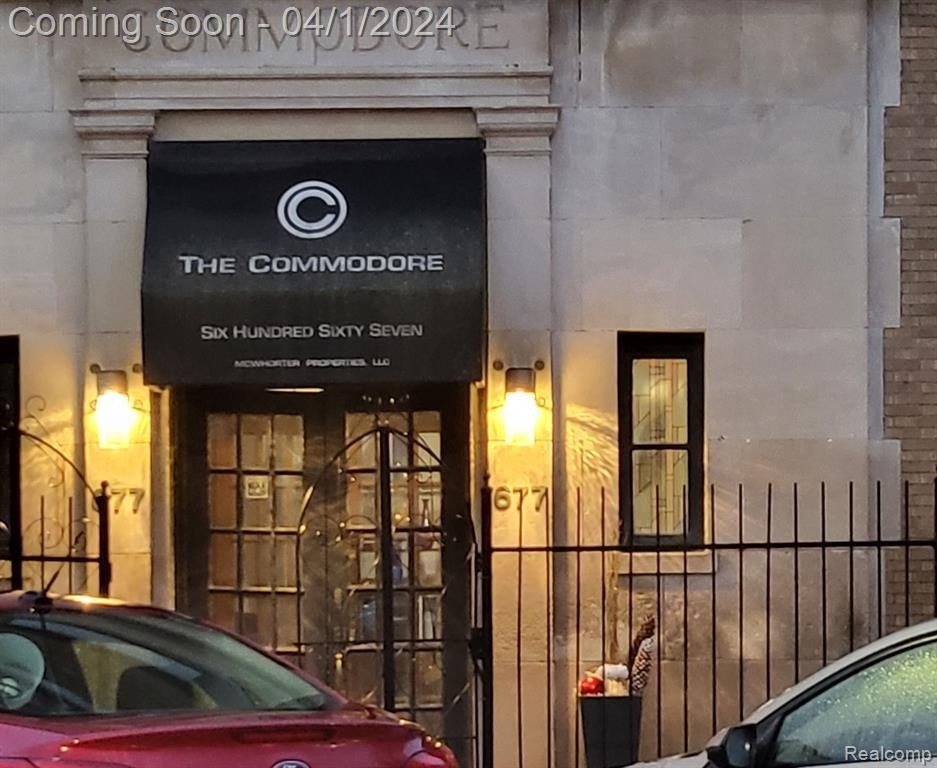 Coming Soon - 04/1/2024
COMMODORE
C
THE COMMODORE
SIX HUNDRED SIXTY SEVEN
MCWHORTER PROPERTIES, LLC
677
677
Realcomp